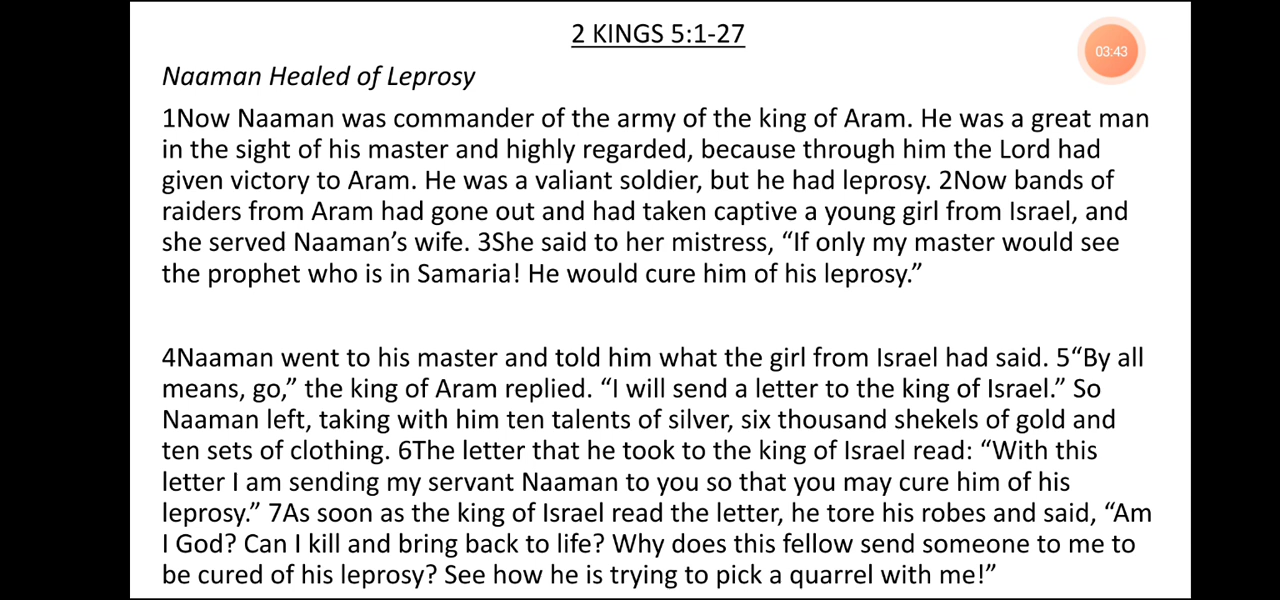 2 KINGS 5:1-27
03:43
Naaman Healed of Leprosy
1Now Naaman was commander of the army of the king of Aram. He was a great man
in the sight of his master and highly regarded, because through him the Lord had
given victory to Aram. He was a valiant soldier, but he had leprosy. 2Now bands of
raiders from Aram had gone out and had taken captive a young girl from Israel, and
she served Naaman’s wife. 3She said to her mistress, “If only my master would see
the prophet who is in Samaria! He would cure him of his leprosy.”
4Naaman went to his master and told him what the girl from Israel had said. 5“By all
means, go,” the king of Aram replied. “I will send a letter to the king of Israel.” So
Naaman left, taking with him ten talents of silver, six thousand shekels of gold and
ten sets of clothing. 6The letter that he took to the king of Israel read: “With this
letter I am sending my servant Naaman to you so that you may cure him of his
leprosy.” 7As soon as the king of Israel read the letter, he tore his robes and said, “Am
I God? Can I kill and bring back to life? Why does this fellow send someone to me to
be cured of his leprosy? See how he is trying to pick a quarrel with me!”